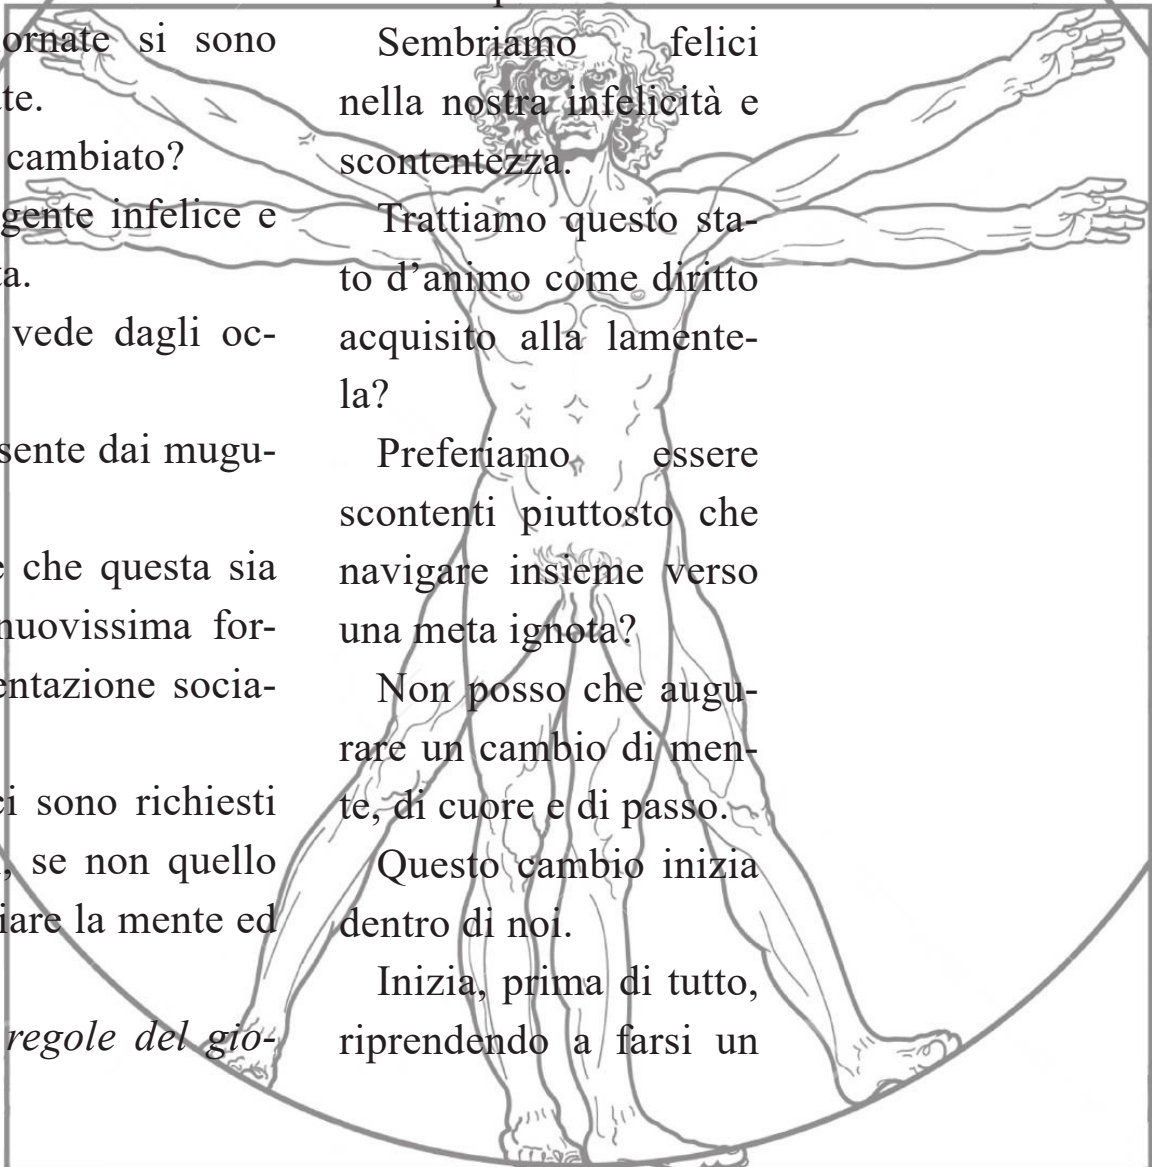 ornate si sono
te.
cambiato?
gente infelice e
ta.
vede dagli oc-
sente dai mugu-
e che questa sia
nuovissima for-
entazione socia-
ci sono richiesti
, se non quello
iare la mente ed
regole del gio-
Sembriamo felici
nella nostra infelicità e
scontentezza.
Trattiamo questo sta-
to d’animo come diritto
acquisito alla lamente-
la?
Preferiamo essere
scontenti piuttosto che
navigare insieme verso
una meta ignota?
Non posso che augu-
rare un cambio di men-
te, di cuore e di passo.
Questo cambio inizia
dentro di noi.
Inizia, prima di tutto,
riprendendo a farsi un